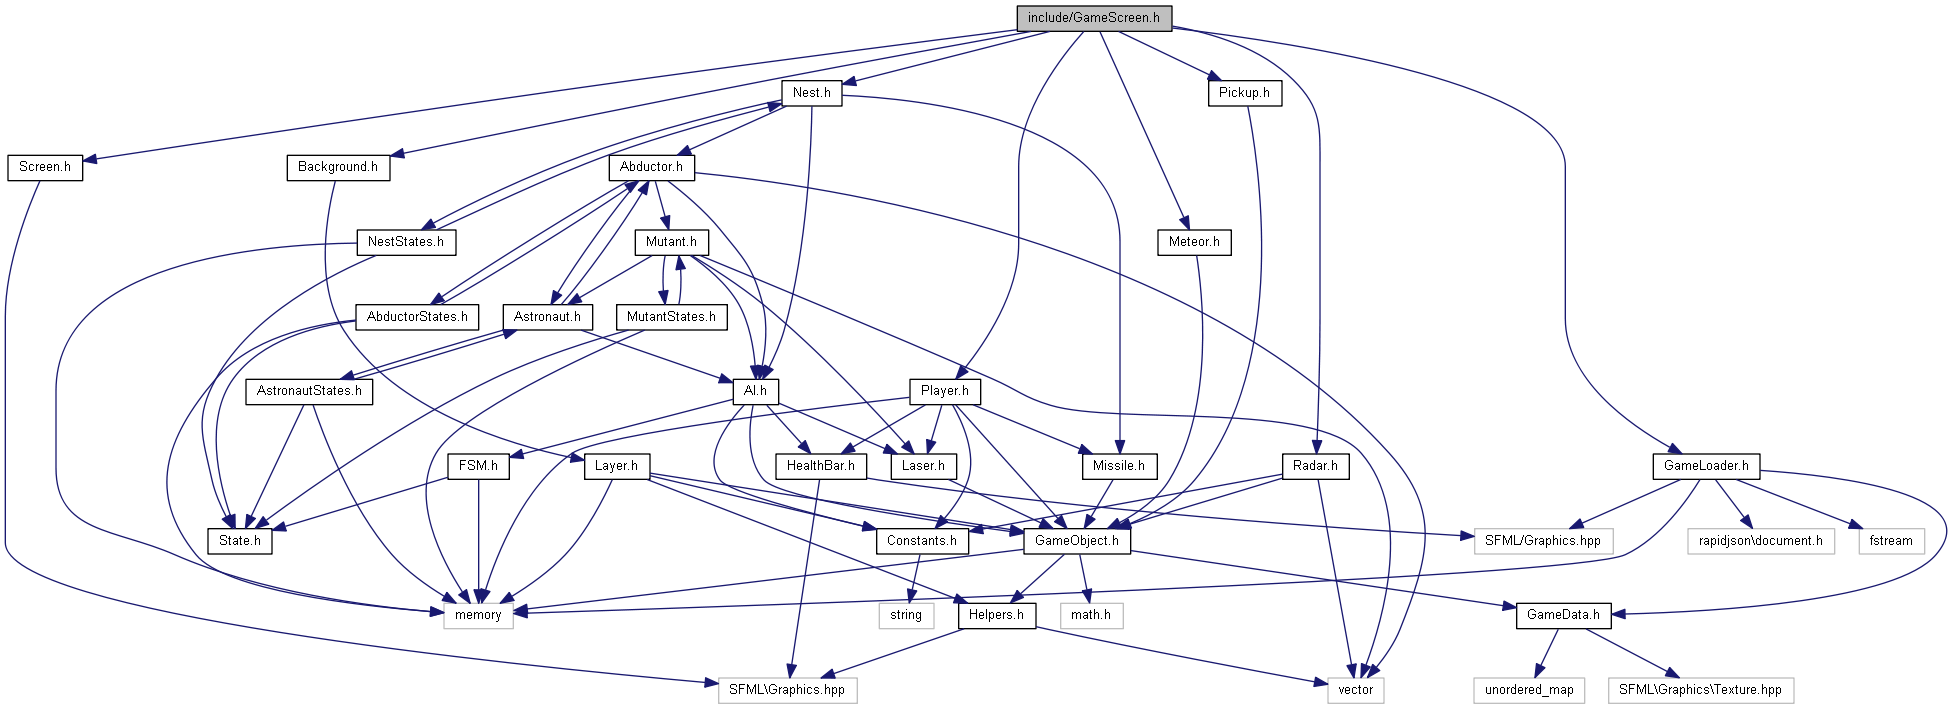 include/GameScreen.h
Nest.h
Pickup.h
Screen.h
Background.h
Abductor.h
NestStates.h
Mutant.h
Meteor.h
AbductorStates.h
Astronaut.h
MutantStates.h
AstronautStates.h
AI.h
Player.h
FSM.h
Layer.h
HealthBar.h
Laser.h
Missile.h
Radar.h
GameLoader.h
State.h
Constants.h
GameObject.h
SFML/Graphics.hpp
rapidjson\document.h
fstream
memory
string
Helpers.h
math.h
GameData.h
SFML\Graphics.hpp
vector
unordered_map
SFML\Graphics\Texture.hpp